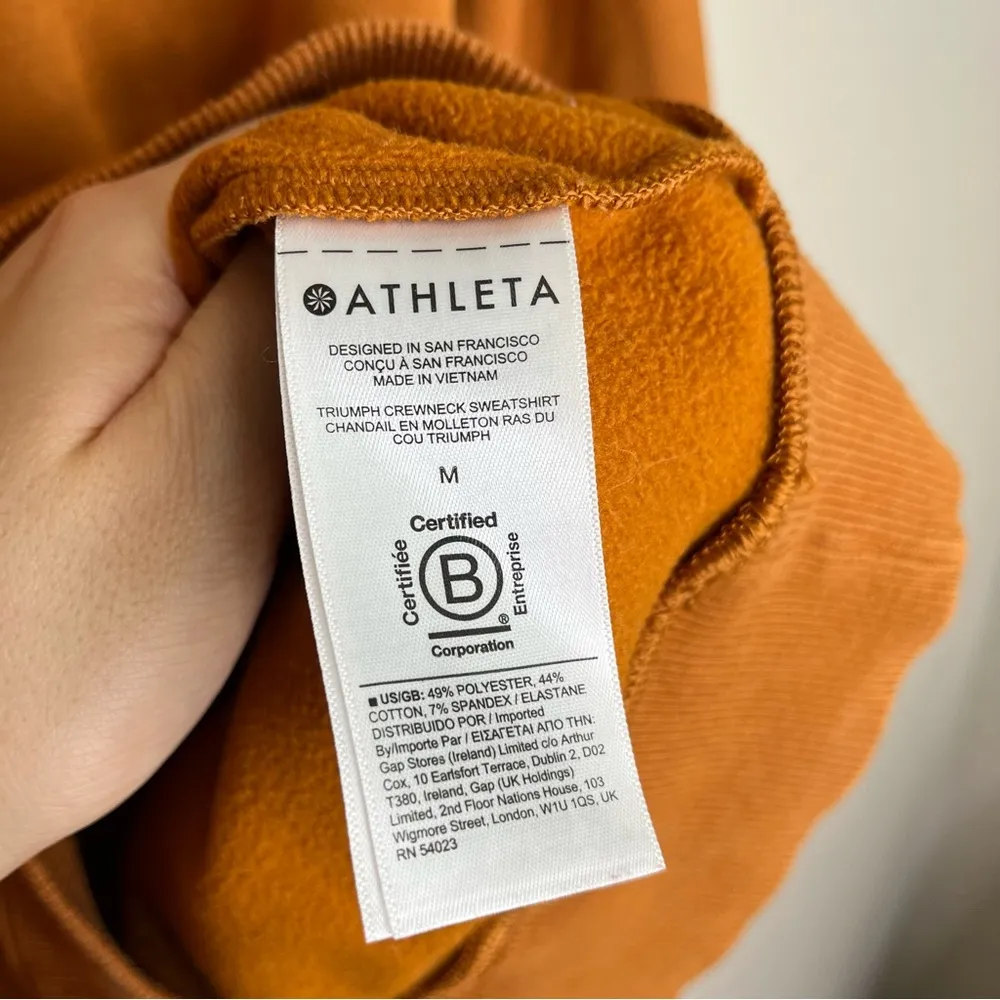 ATHLETA
DESIGNED IN SAN FRANCISCO
CONÇU À SAN FRANCISCO
MADE IN VIETNAM
TRIUMPH CREWNECK SWEATSHIRT
CHANDAIL EN MOLLETON RAS DU
COU TRIUMPH
M
Certified
Certifiée
B
Entreprise
®
Corporation
■ US/GB: 49% POLYESTER, 44%
COTTON, 7% SPANDEX / ELASTANE
DISTRIBUIDO POR / Imported
By/Importe Par / ΕΙΣΑΓΕΤΑΙ ΑΠΟ ΤΗΝ:
Gap Stores (Ireland) Limited c/o Arthur
Cox, 10 Earlsfort Terrace, Dublin 2, D02
T380, Ireland, Gap (UK Holdings)
Limited, 2nd Floor Nations House, 103
Wigmore Street, London, W1U 1QS, UK
RN 54023